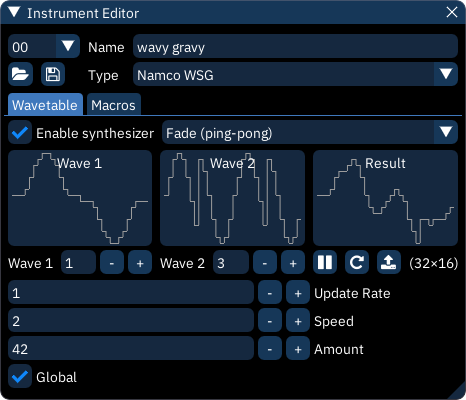 Instrument Editor
00 Name wavy gravy
Type Namco WSG
Wavetable Macros
Enable synthesizer Fade (ping-pong)
Wave 1 Wave 2 Result
Wave 1 1 - + Wave 2 3 - + (32×16)
1 - + Update Rate
2 - + Speed
42 - + Amount
Global